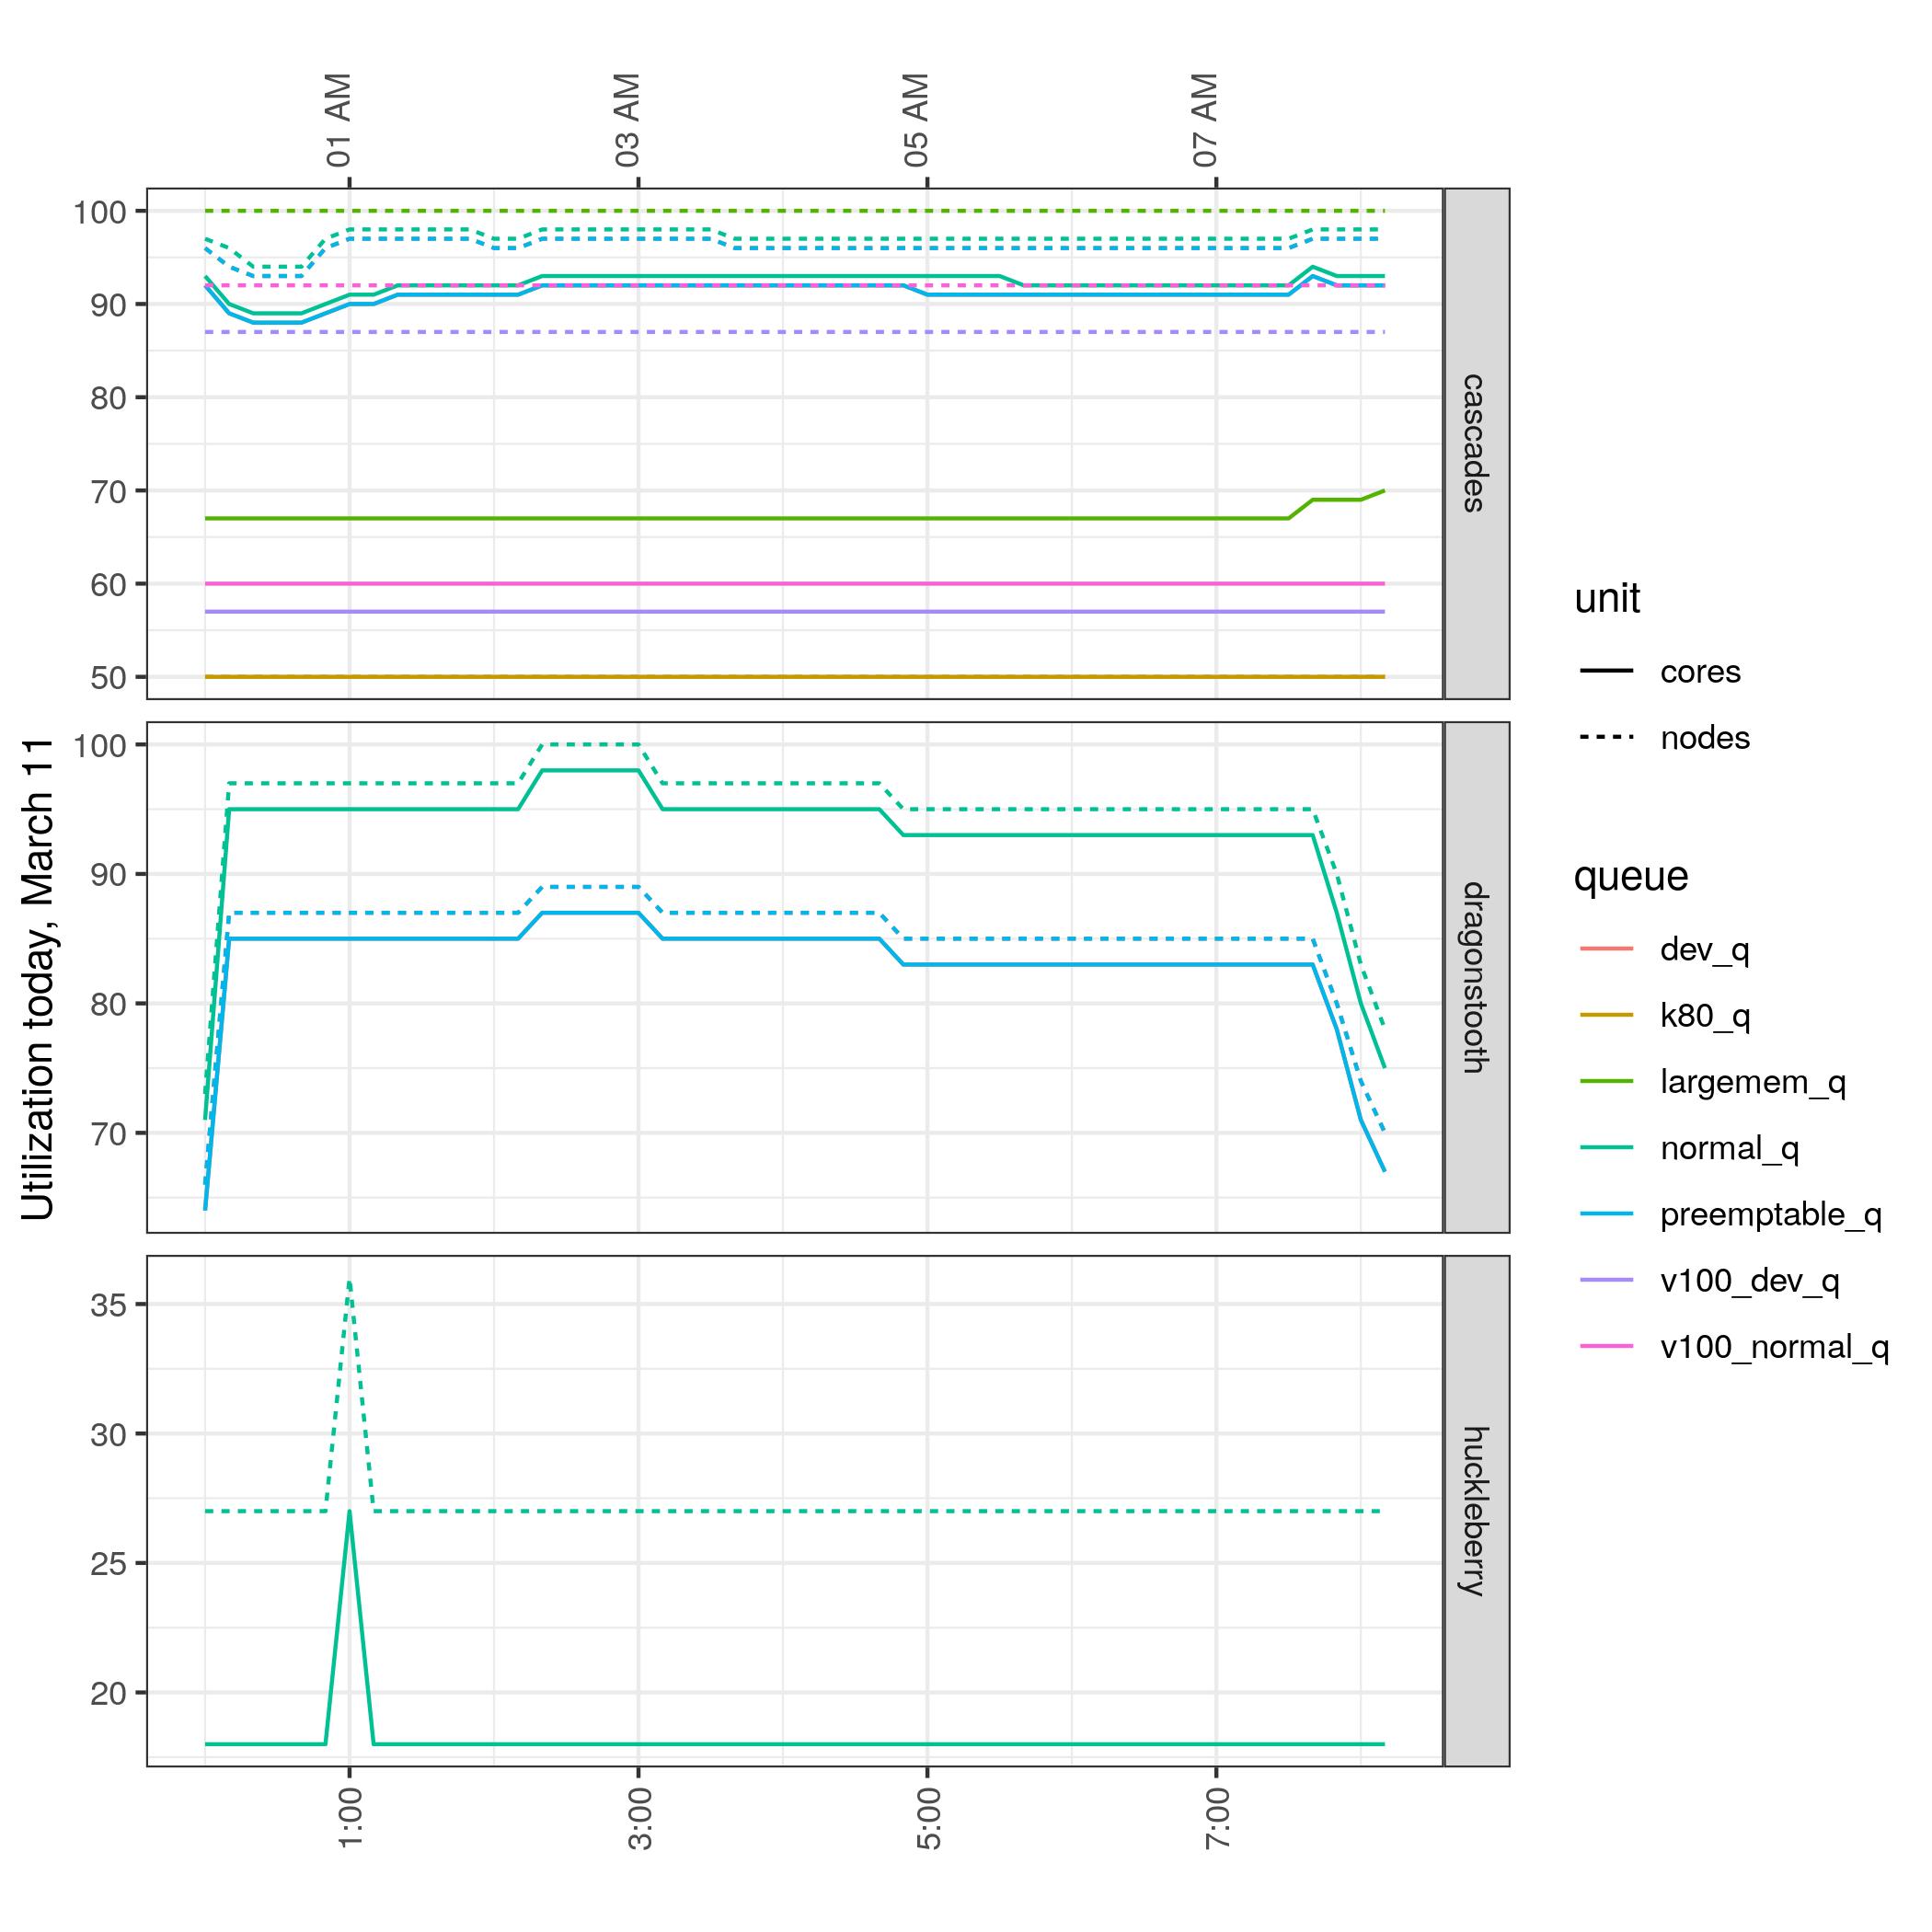 01 AM
03 AM
05 AM
07 AM
Utilization today, March 11
100
90
80
70
60
50
cascades
100
90
80
70
dragonstooth
35
30
25
20
huckleberry
1:00
3:00
5:00
7:00
unit
cores
nodes
queue
dev_q
k80_q
largemem_q
normal_q
preemptable_q
v100_dev_q
v100_normal_q